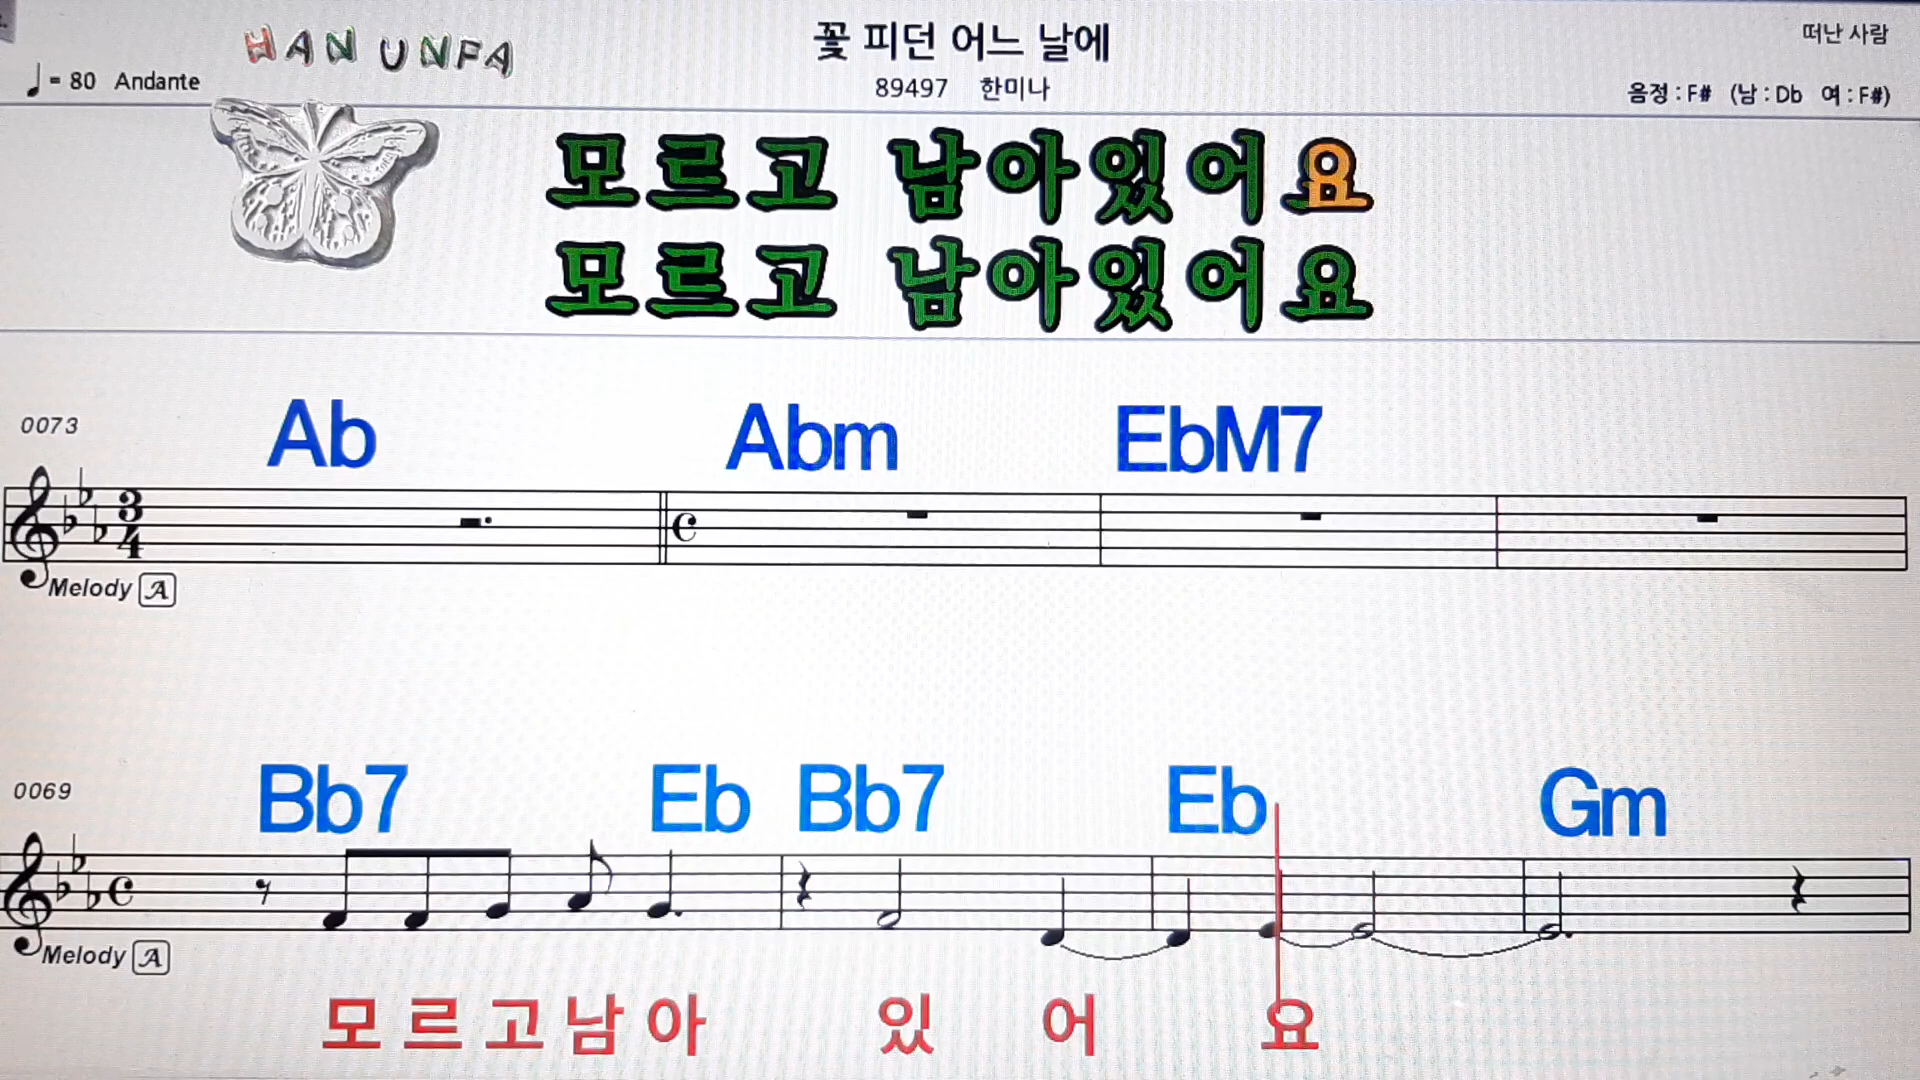 HAN UNFA
꽃 피던 어느 날에
떠난 사람
♩= 80 Andante
89497 한미나
음정 : F# (남 : Db 여 : F#)
모르고 남아있어요
모르고 남아있어요
0073
Ab Abm EbM7
3/4
Melody A
0069
Bb7 Eb Bb7 Eb Gm
Melody A
모르고남아 있 어 요